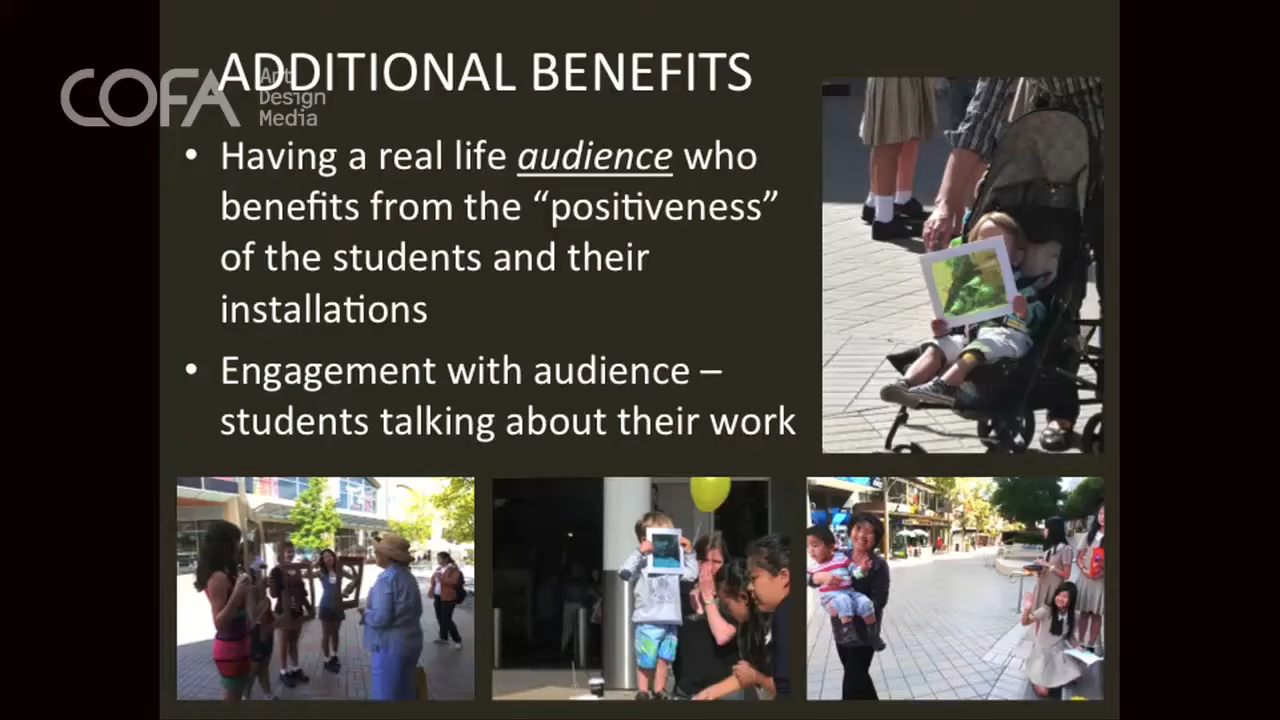 ADDITIONAL BENEFITS
COFA Art
Design
Media
• Having a real life audience who
benefits from the “positiveness”
of the students and their
installations
• Engagement with audience –
students talking about their work